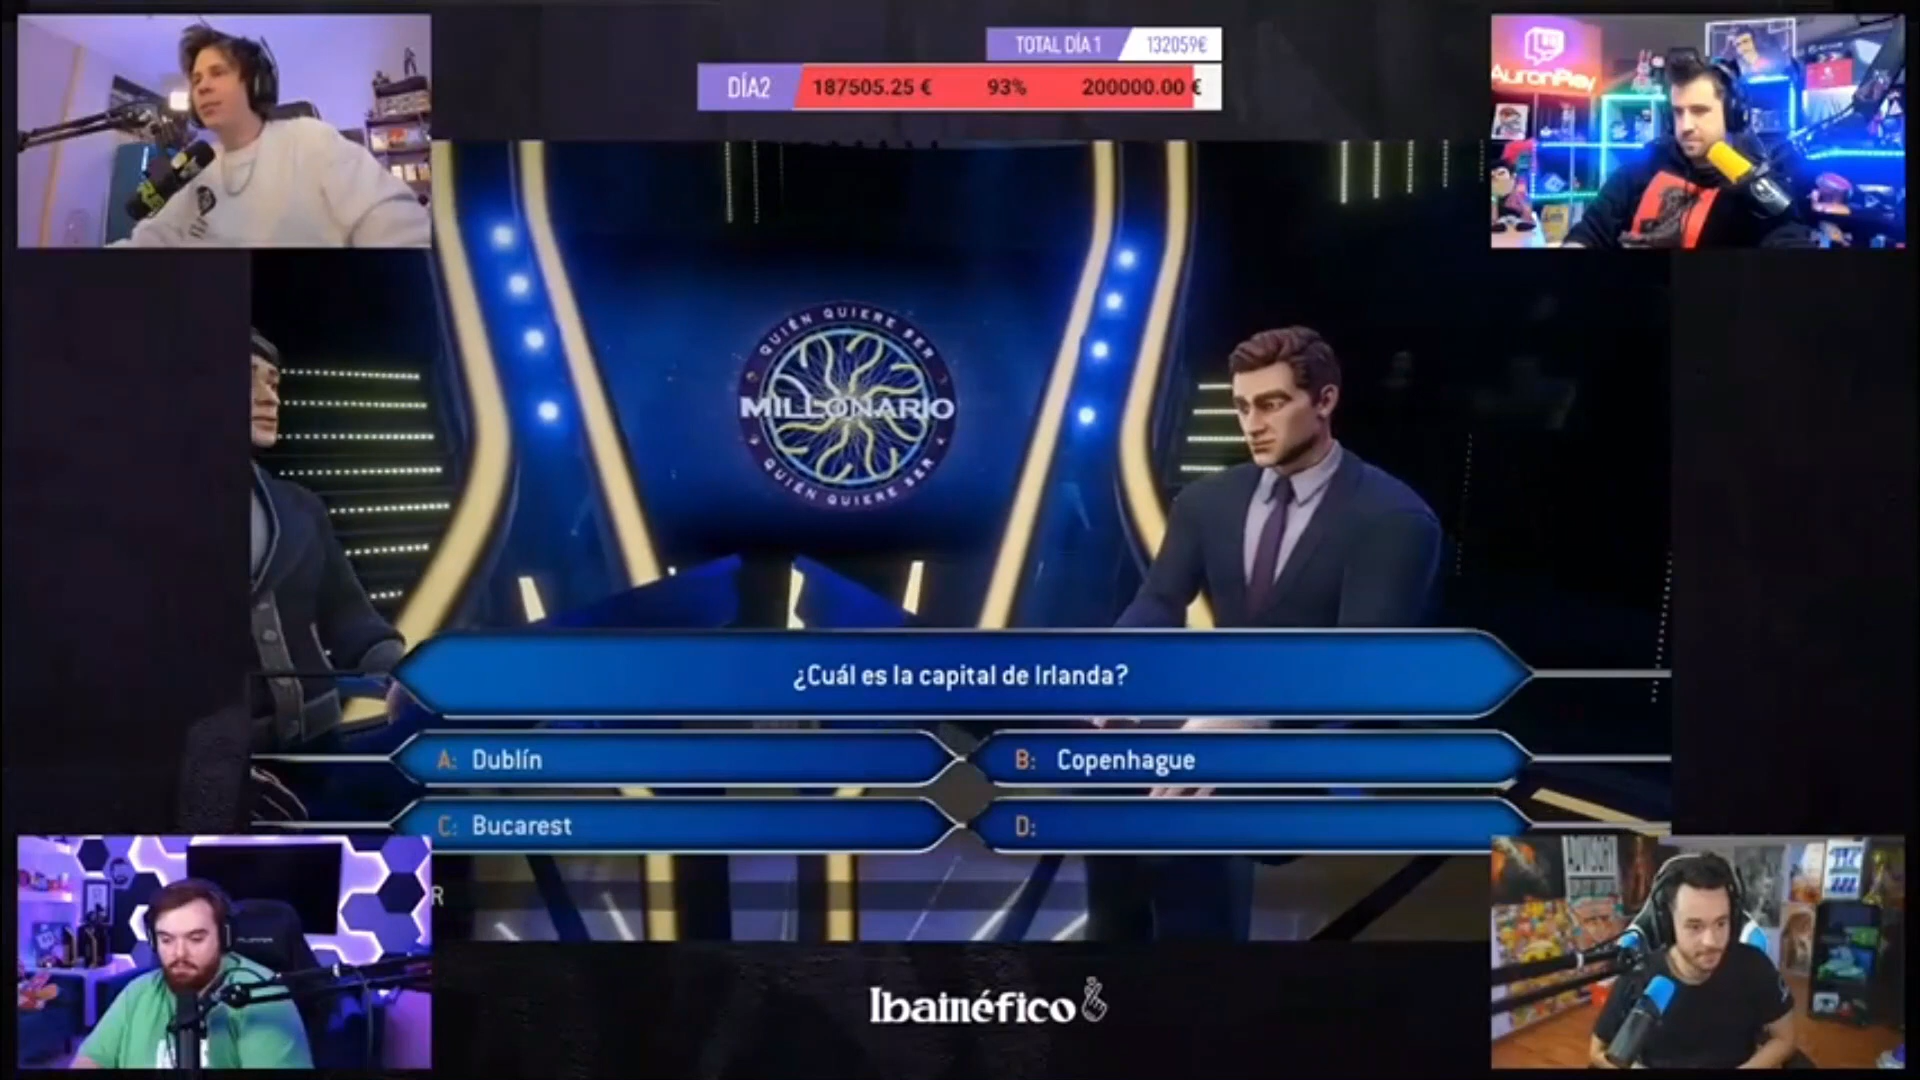 TOTAL DÍA 1 132059€
DÍA2 187505.25 € 93% 200000.00 €
AuronPlay
QUIÉN QUIERE SER
MILLONARIO
QUIÉN QUIERE SER
¿Cuál es la capital de Irlanda?
A: Dublín
B: Copenhague
C: Bucarest
D:
R
Ibainéfico